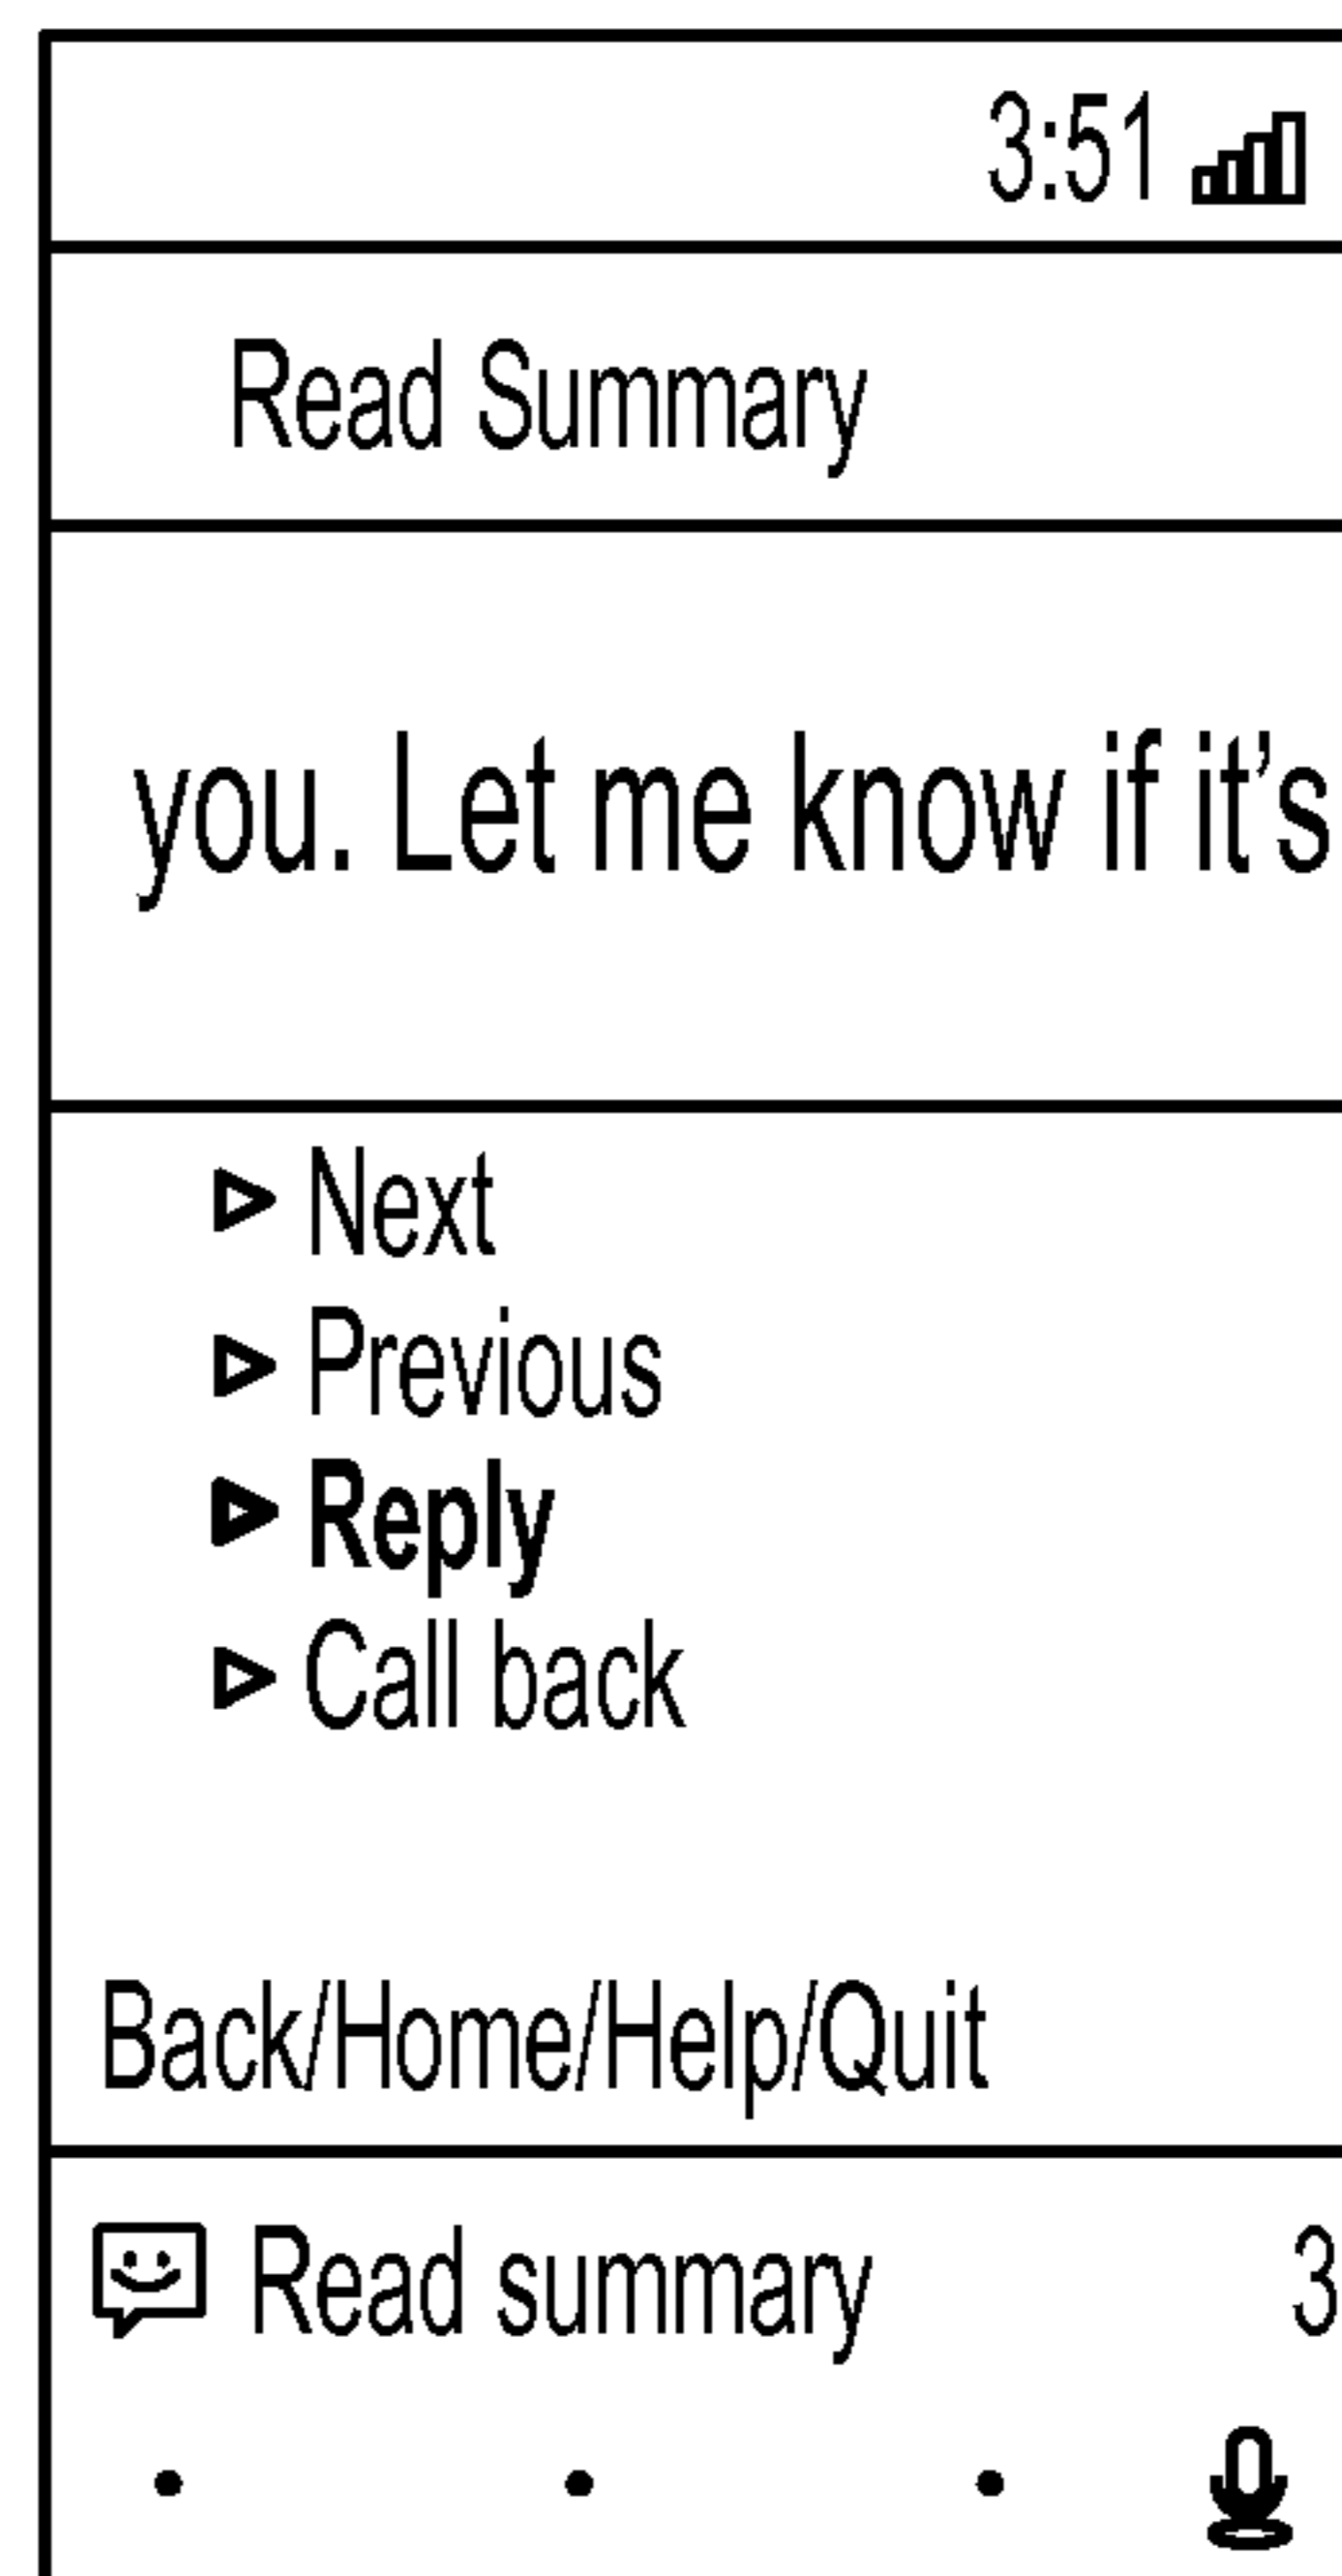 3:51
Read Summary
you. Let me know if it’s
Next
Previous
Reply
Call back
Back/Home/Help/Quit
Read summary 3